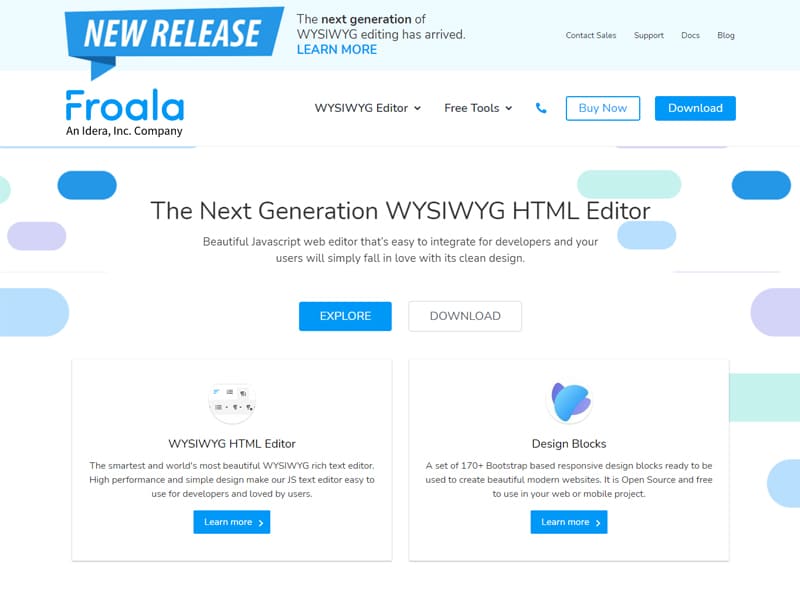 NEW RELEASE
The next generation of
WYSIWYG editing has arrived.
LEARN MORE
Contact Sales
Support
Docs
Blog
Froala
An Idera, Inc. Company
WYSIWYG Editor
Free Tools
Buy Now
Download
The Next Generation WYSIWYG HTML Editor
Beautiful Javascript web editor that's easy to integrate for developers and your
users will simply fall in love with its clean design.
EXPLORE
DOWNLOAD
WYSIWYG HTML Editor
The smartest and world's most beautiful WYSIWYG rich text editor.
High performance and simple design make our JS text editor easy to
use for developers and loved by users.
Learn more
Design Blocks
A set of 170+ Bootstrap based responsive design blocks ready to be
used to create beautiful modern websites. It is Open Source and free
to use in your web or mobile project.
Learn more